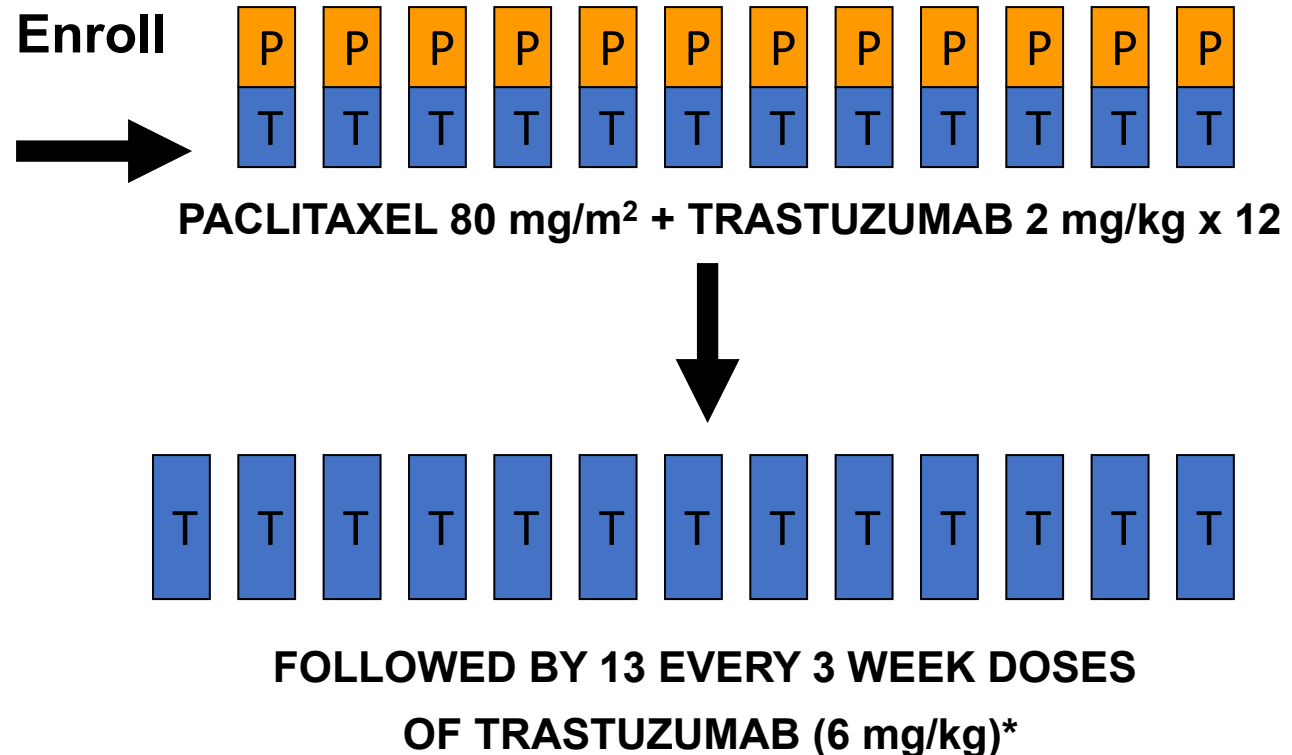 Enroll
P P P P P P P P P P P P
T T T T T T T T T T T T
PACLITAXEL 80 mg/m² + TRASTUZUMAB 2 mg/kg x 12
T T T T T T T T T T T T T
FOLLOWED BY 13 EVERY 3 WEEK DOSES
OF TRASTUZUMAB (6 mg/kg)*